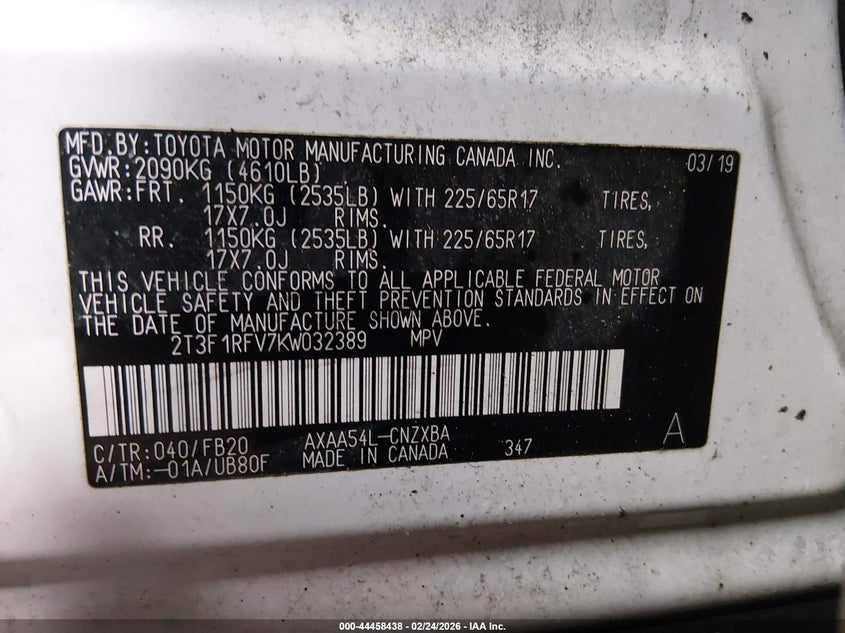 MFD.BY:TOYOTA MOTOR MANUFACTURING CANADA INC. 03/19
GVWR:2090KG (4610LB)
GAWR:FRT. 1150KG (2535LB) WITH 225/65R17 TIRES,
17X7.0J RIMS.
RR. 1150KG (2535LB) WITH 225/65R17 TIRES,
17X7.0J RIMS.
THIS VEHICLE CONFORMS TO ALL APPLICABLE FEDERAL MOTOR
VEHICLE SAFETY AND THEFT PREVENTION STANDARDS IN EFFECT ON
THE DATE OF MANUFACTURE SHOWN ABOVE.
2T3F1RFV7KW032389 MPV
C/TR:040/FB20 AXAA54L-CNZXBA A
A/TM:-01A/UB80F MADE IN CANADA 347
000-44458438 - 02/24/2026 - IAA Inc.